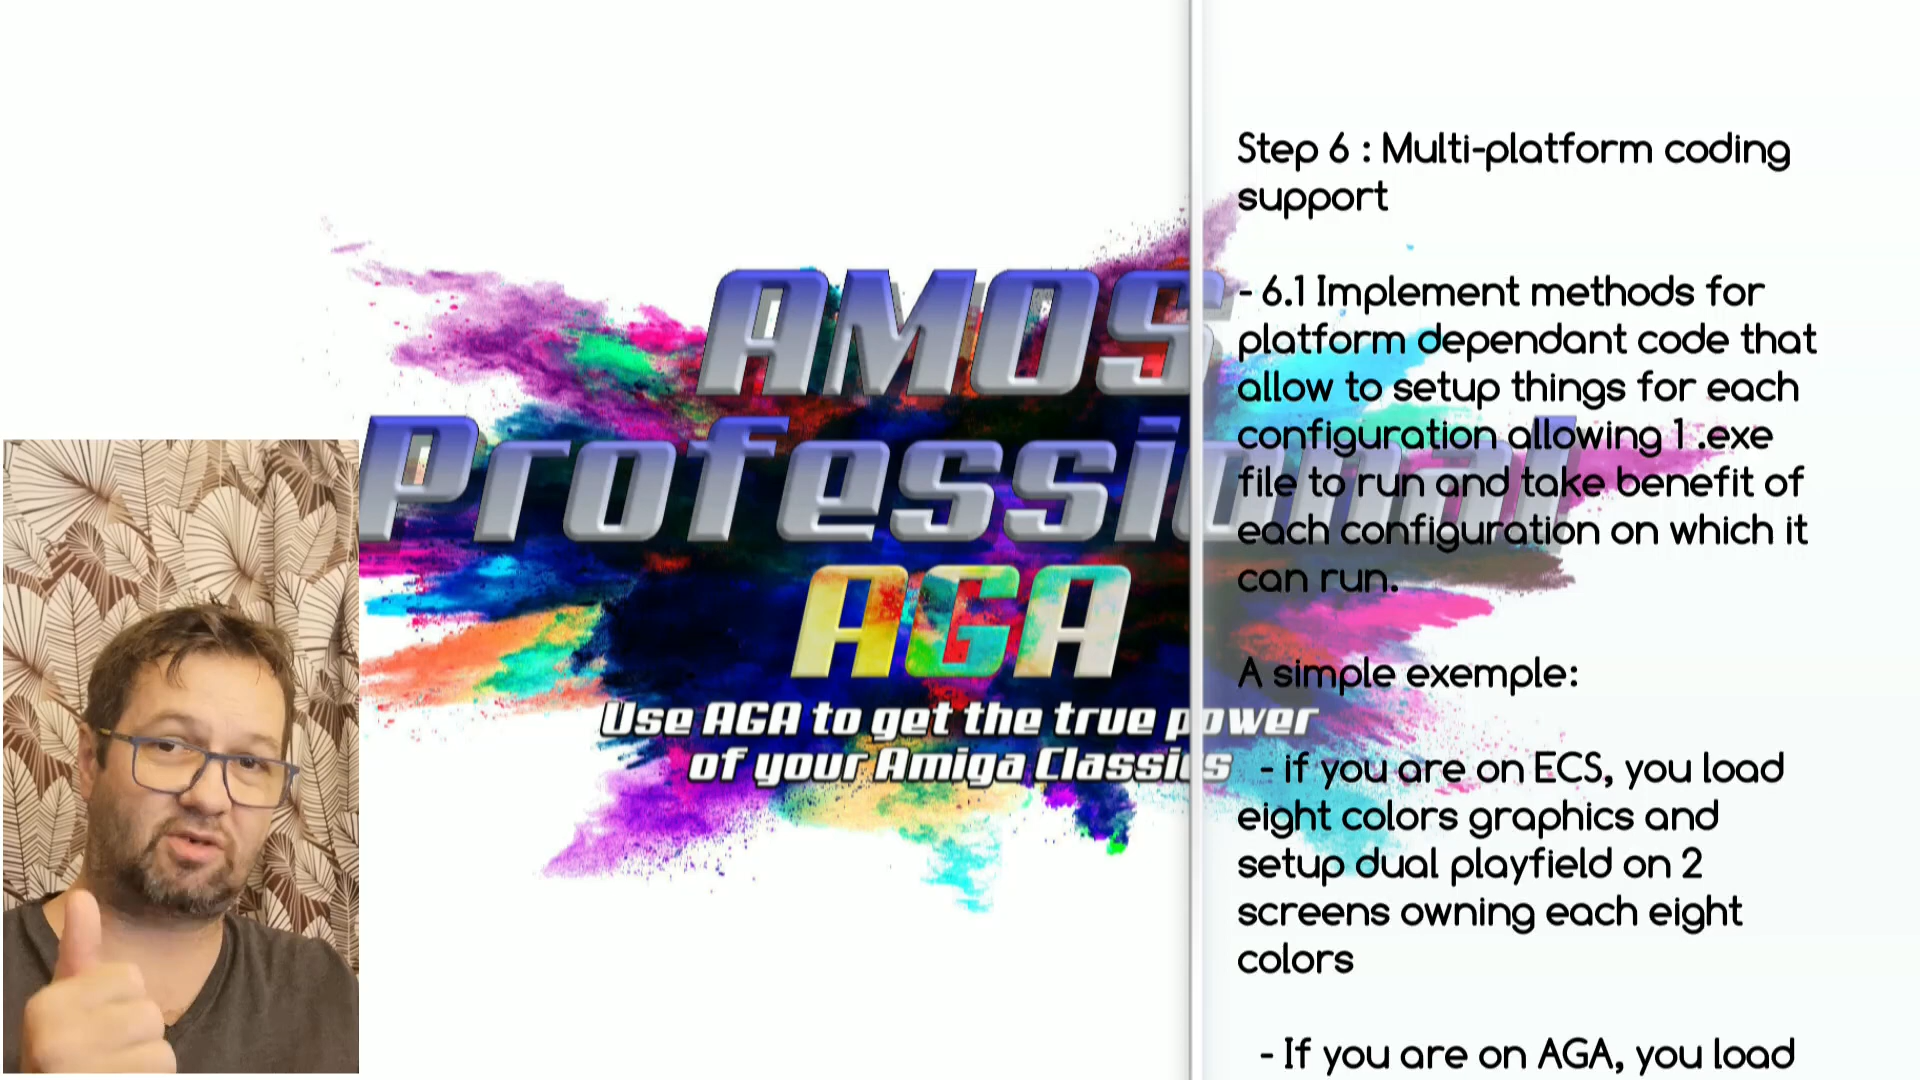 AMOS
Professional
AGA
Use AGA to get the true power
of your Amiga Classics
Step 6 : Multi-platform coding
support
- 6.1 Implement methods for
platform dependant code that
allow to setup things for each
configuration allowing 1 .exe
file to run and take benefit of
each configuration on which it
can run.
A simple exemple:
- if you are on ECS, you load
eight colors graphics and
setup dual playfield on 2
screens owning each eight
colors
- If you are on AGA, you load